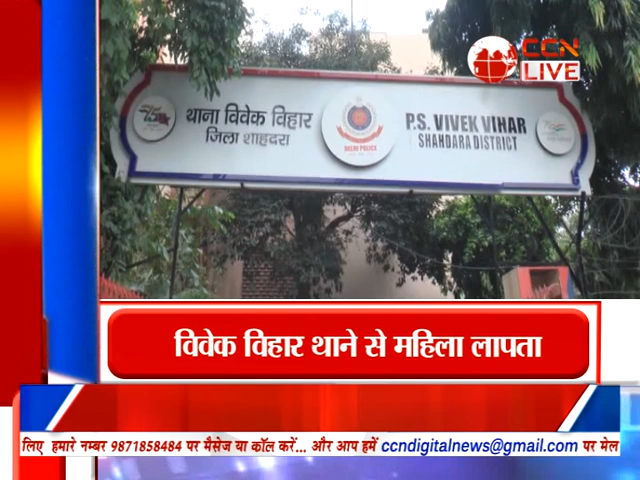 CCN
LIVE
75
थाना विवेक विहार
जिला शाहदरा
DELHI POLICE
P.S. VIVEK VIHAR
SHAHDARA DISTRICT
विवेक विहार थाने से महिला लापता
लिए हमारे नम्बर 9871858484 पर मैसेज या कॉल करें... और आप हमें ccndigitalnews@gmail.com पर मेल